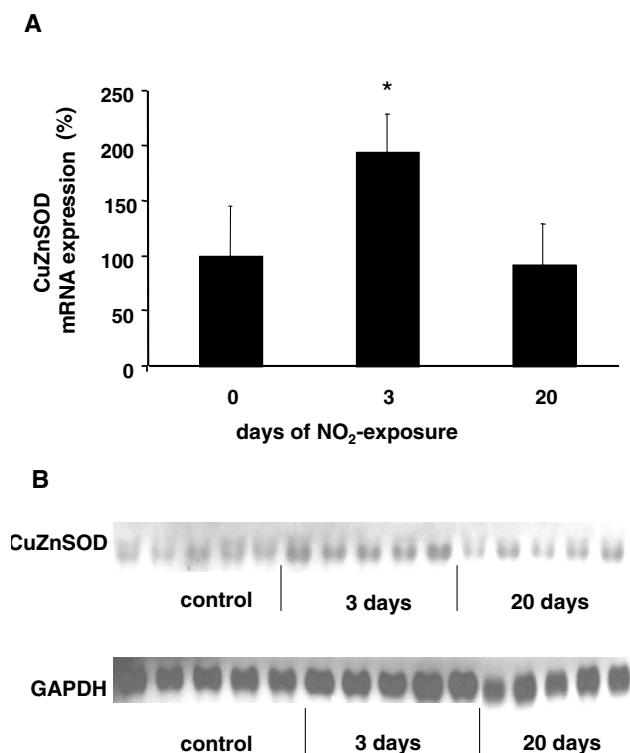 A
CuZnSOD
mRNA expression (%)
250
200
150
100
50
0
*
0 3 20
days of NO₂-exposure
B
CuZnSOD
control 3 days 20 days
GAPDH
control 3 days 20 days